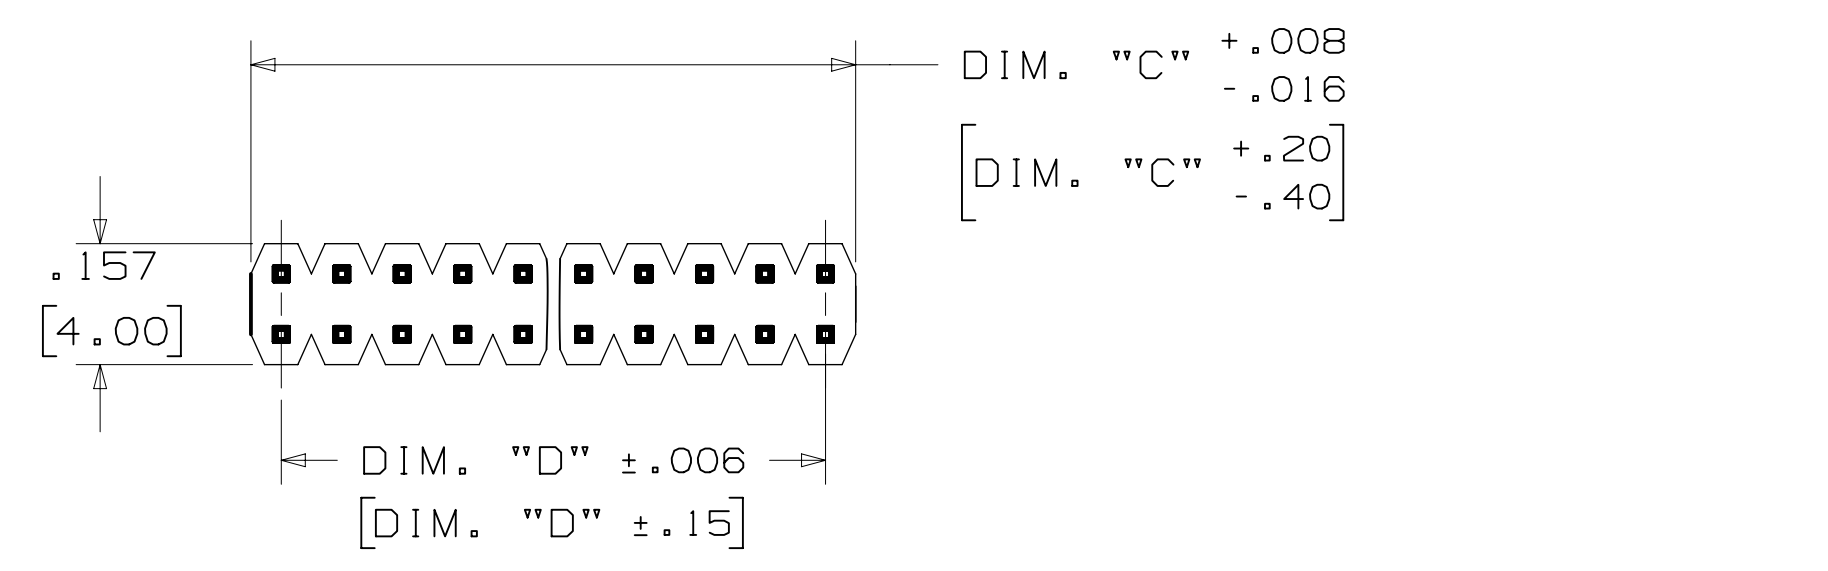 DIM. "C" +.008
-.016
[DIM. "C" +.20
-.40]
.157
[4.00]
DIM. "D" ±.006
[DIM. "D" ±.15]